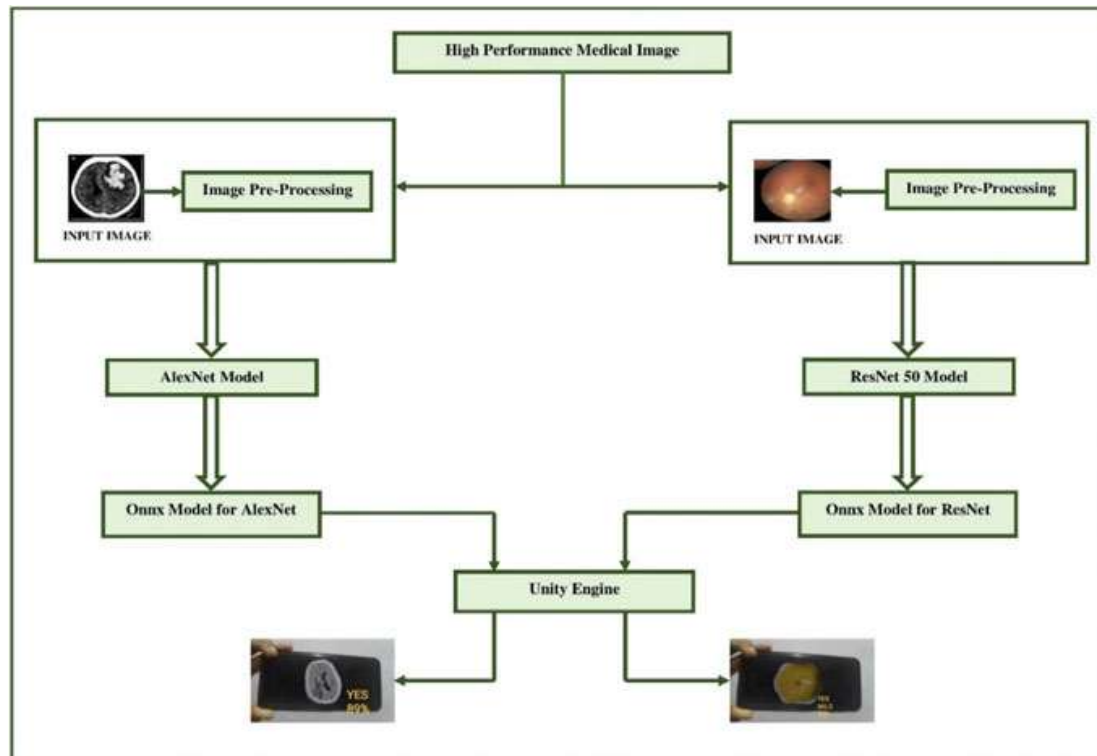 High Performance Medical Image
Image Pre-Processing
INPUT IMAGE
Image Pre-Processing
INPUT IMAGE
AlexNet Model
ResNet 50 Model
Onnx Model for AlexNet
Onnx Model for ResNet
Unity Engine
YES
89%
YES